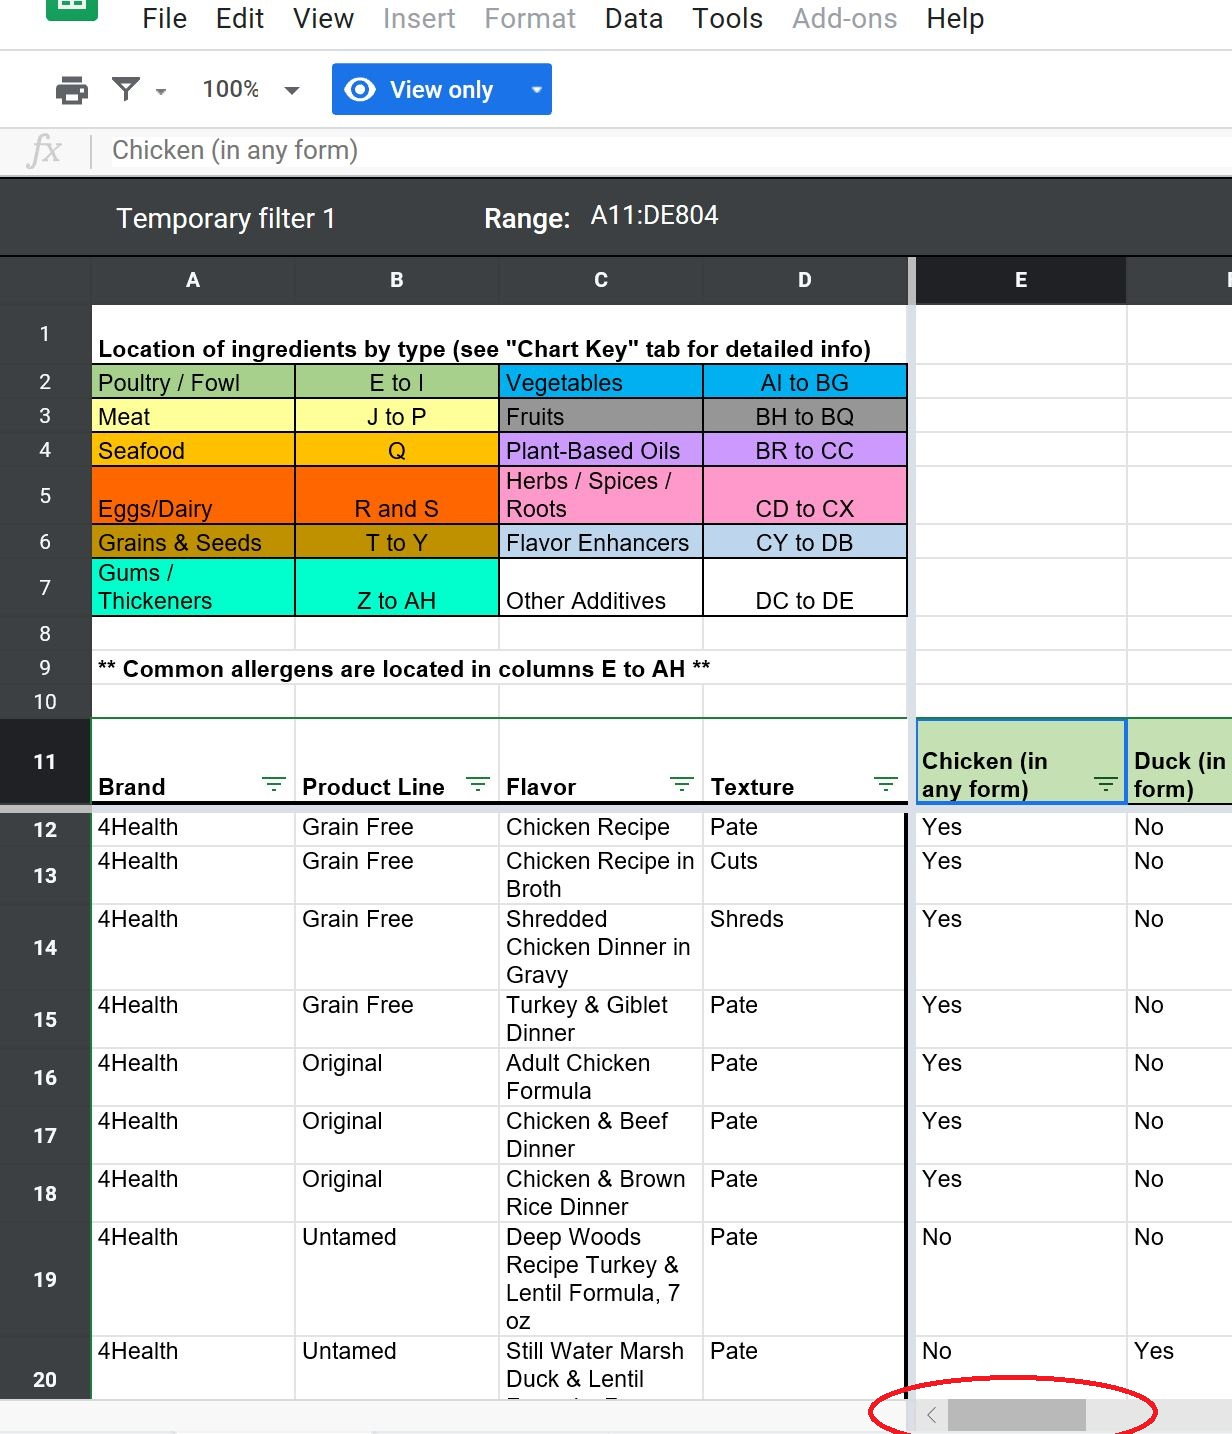 File Edit View Insert Format Data Tools Add-ons Help
100% View only
fx Chicken (in any form)
Temporary filter 1 Range: A11:DE804
A B C D E
1 Location of ingredients by type (see "Chart Key" tab for detailed info)
2 Poultry / Fowl E to I Vegetables AI to BG
3 Meat J to P Fruits BH to BQ
4 Seafood Q Plant-Based Oils BR to CC
5 Eggs/Dairy R and S Herbs / Spices /
Roots CD to CX
6 Grains & Seeds T to Y Flavor Enhancers CY to DB
7 Gums /
Thickeners Z to AH Other Additives DC to DE
8
9 ** Common allergens are located in columns E to AH **
10
11 Brand Product Line Flavor Texture Chicken (in
any form) Duck (in
form)
12 4Health Grain Free Chicken Recipe Pate Yes No
13 4Health Grain Free Chicken Recipe in
Broth Cuts Yes No
14 4Health Grain Free Shredded
Chicken Dinner in
Gravy Shreds Yes No
15 4Health Grain Free Turkey & Giblet
Dinner Pate Yes No
16 4Health Original Adult Chicken
Formula Pate Yes No
17 4Health Original Chicken & Beef
Dinner Pate Yes No
18 4Health Original Chicken & Brown
Rice Dinner Pate Yes No
19 4Health Untamed Deep Woods
Recipe Turkey &
Lentil Formula, 7
oz Pate No No
20 4Health Untamed Still Water Marsh
Duck & Lentil Pate No Yes